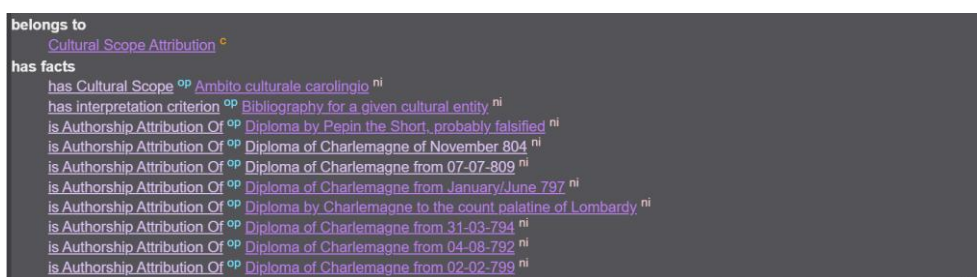 belongs to
Cultural Scope Attribution c
has facts
has Cultural Scope op Ambito culturale carolingio ni
has interpretation criterion op Bibliography for a given cultural entity ni
is Authorship Attribution Of op Diploma by Pepin the Short, probably falsified ni
is Authorship Attribution Of op Diploma of Charlemagne of November 804 ni
is Authorship Attribution Of op Diploma of Charlemagne from 07-07-809 ni
is Authorship Attribution Of op Diploma of Charlemagne from January/June 797 ni
is Authorship Attribution Of op Diploma by Charlemagne to the count palatine of Lombardy ni
is Authorship Attribution Of op Diploma of Charlemagne from 31-03-794 ni
is Authorship Attribution Of op Diploma of Charlemagne from 04-08-792 ni
is Authorship Attribution Of op Diploma of Charlemagne from 02-02-799 ni